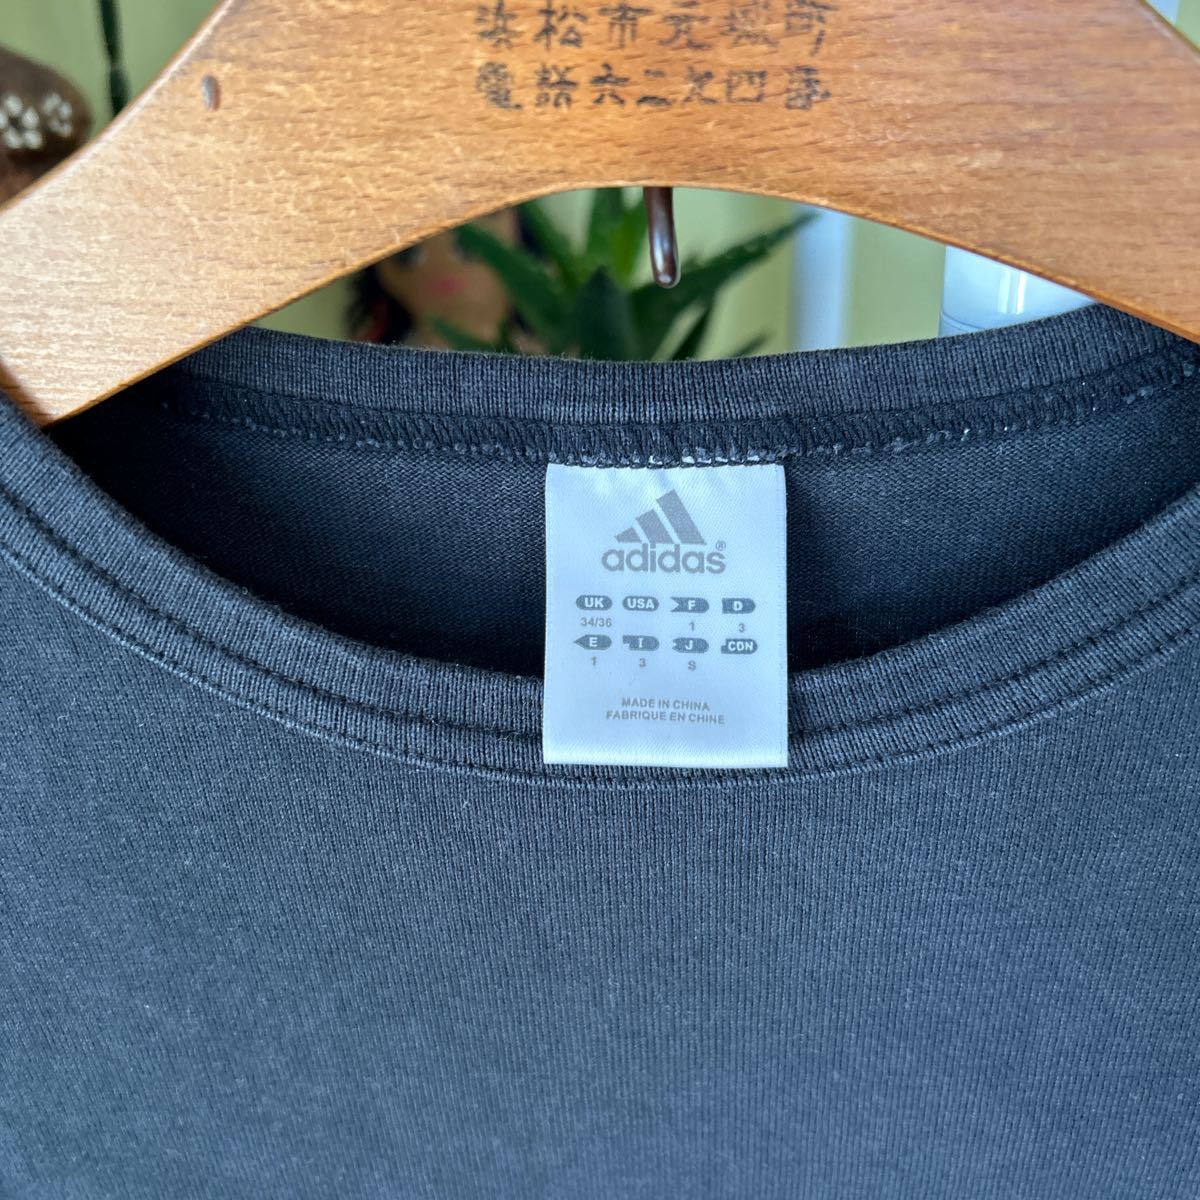 浜松市元城町
電話六二九四番
adidas®
UK USA F D
34/36 1 3
E I J CDN
1 3 S
MADE IN CHINA
FABRIQUE EN CHINE